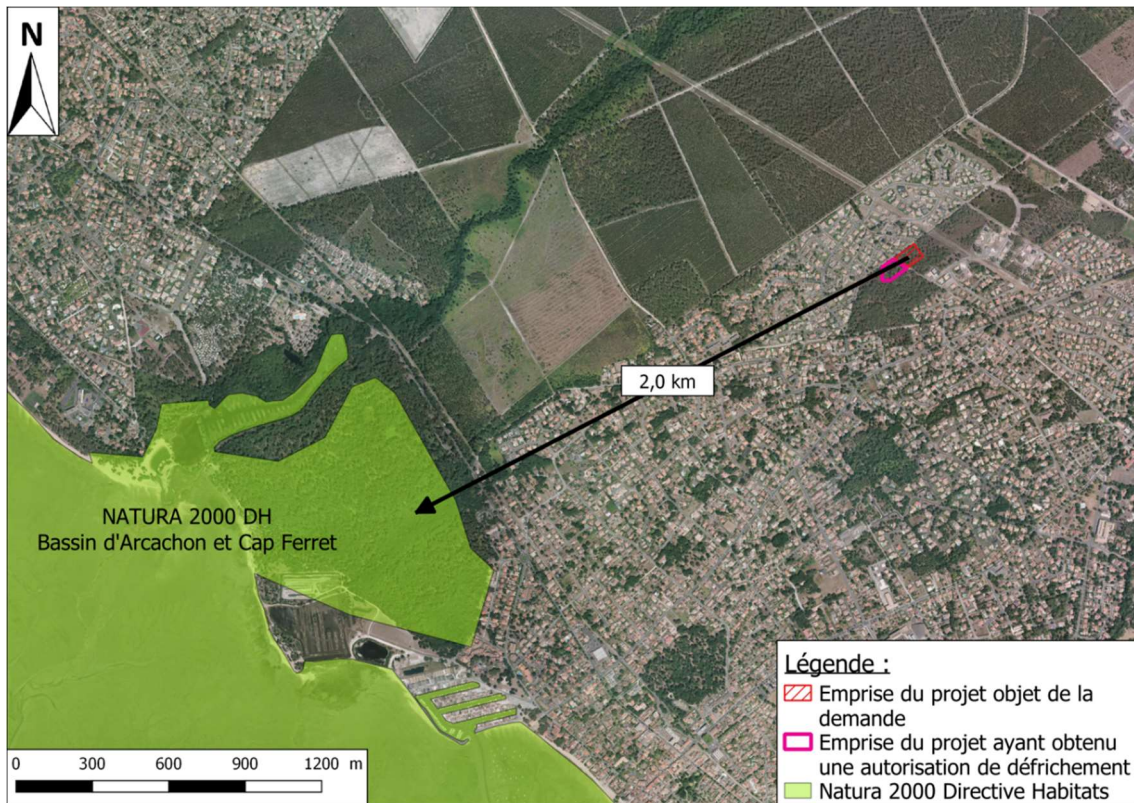 N
2,0 km
NATURA 2000 DH
Bassin d'Arcachon et Cap Ferret
Légende :
Emprise du projet objet de la
demande
Emprise du projet ayant obtenu
une autorisation de défrichement
Natura 2000 Directive Habitats
0 300 600 900 1200 m